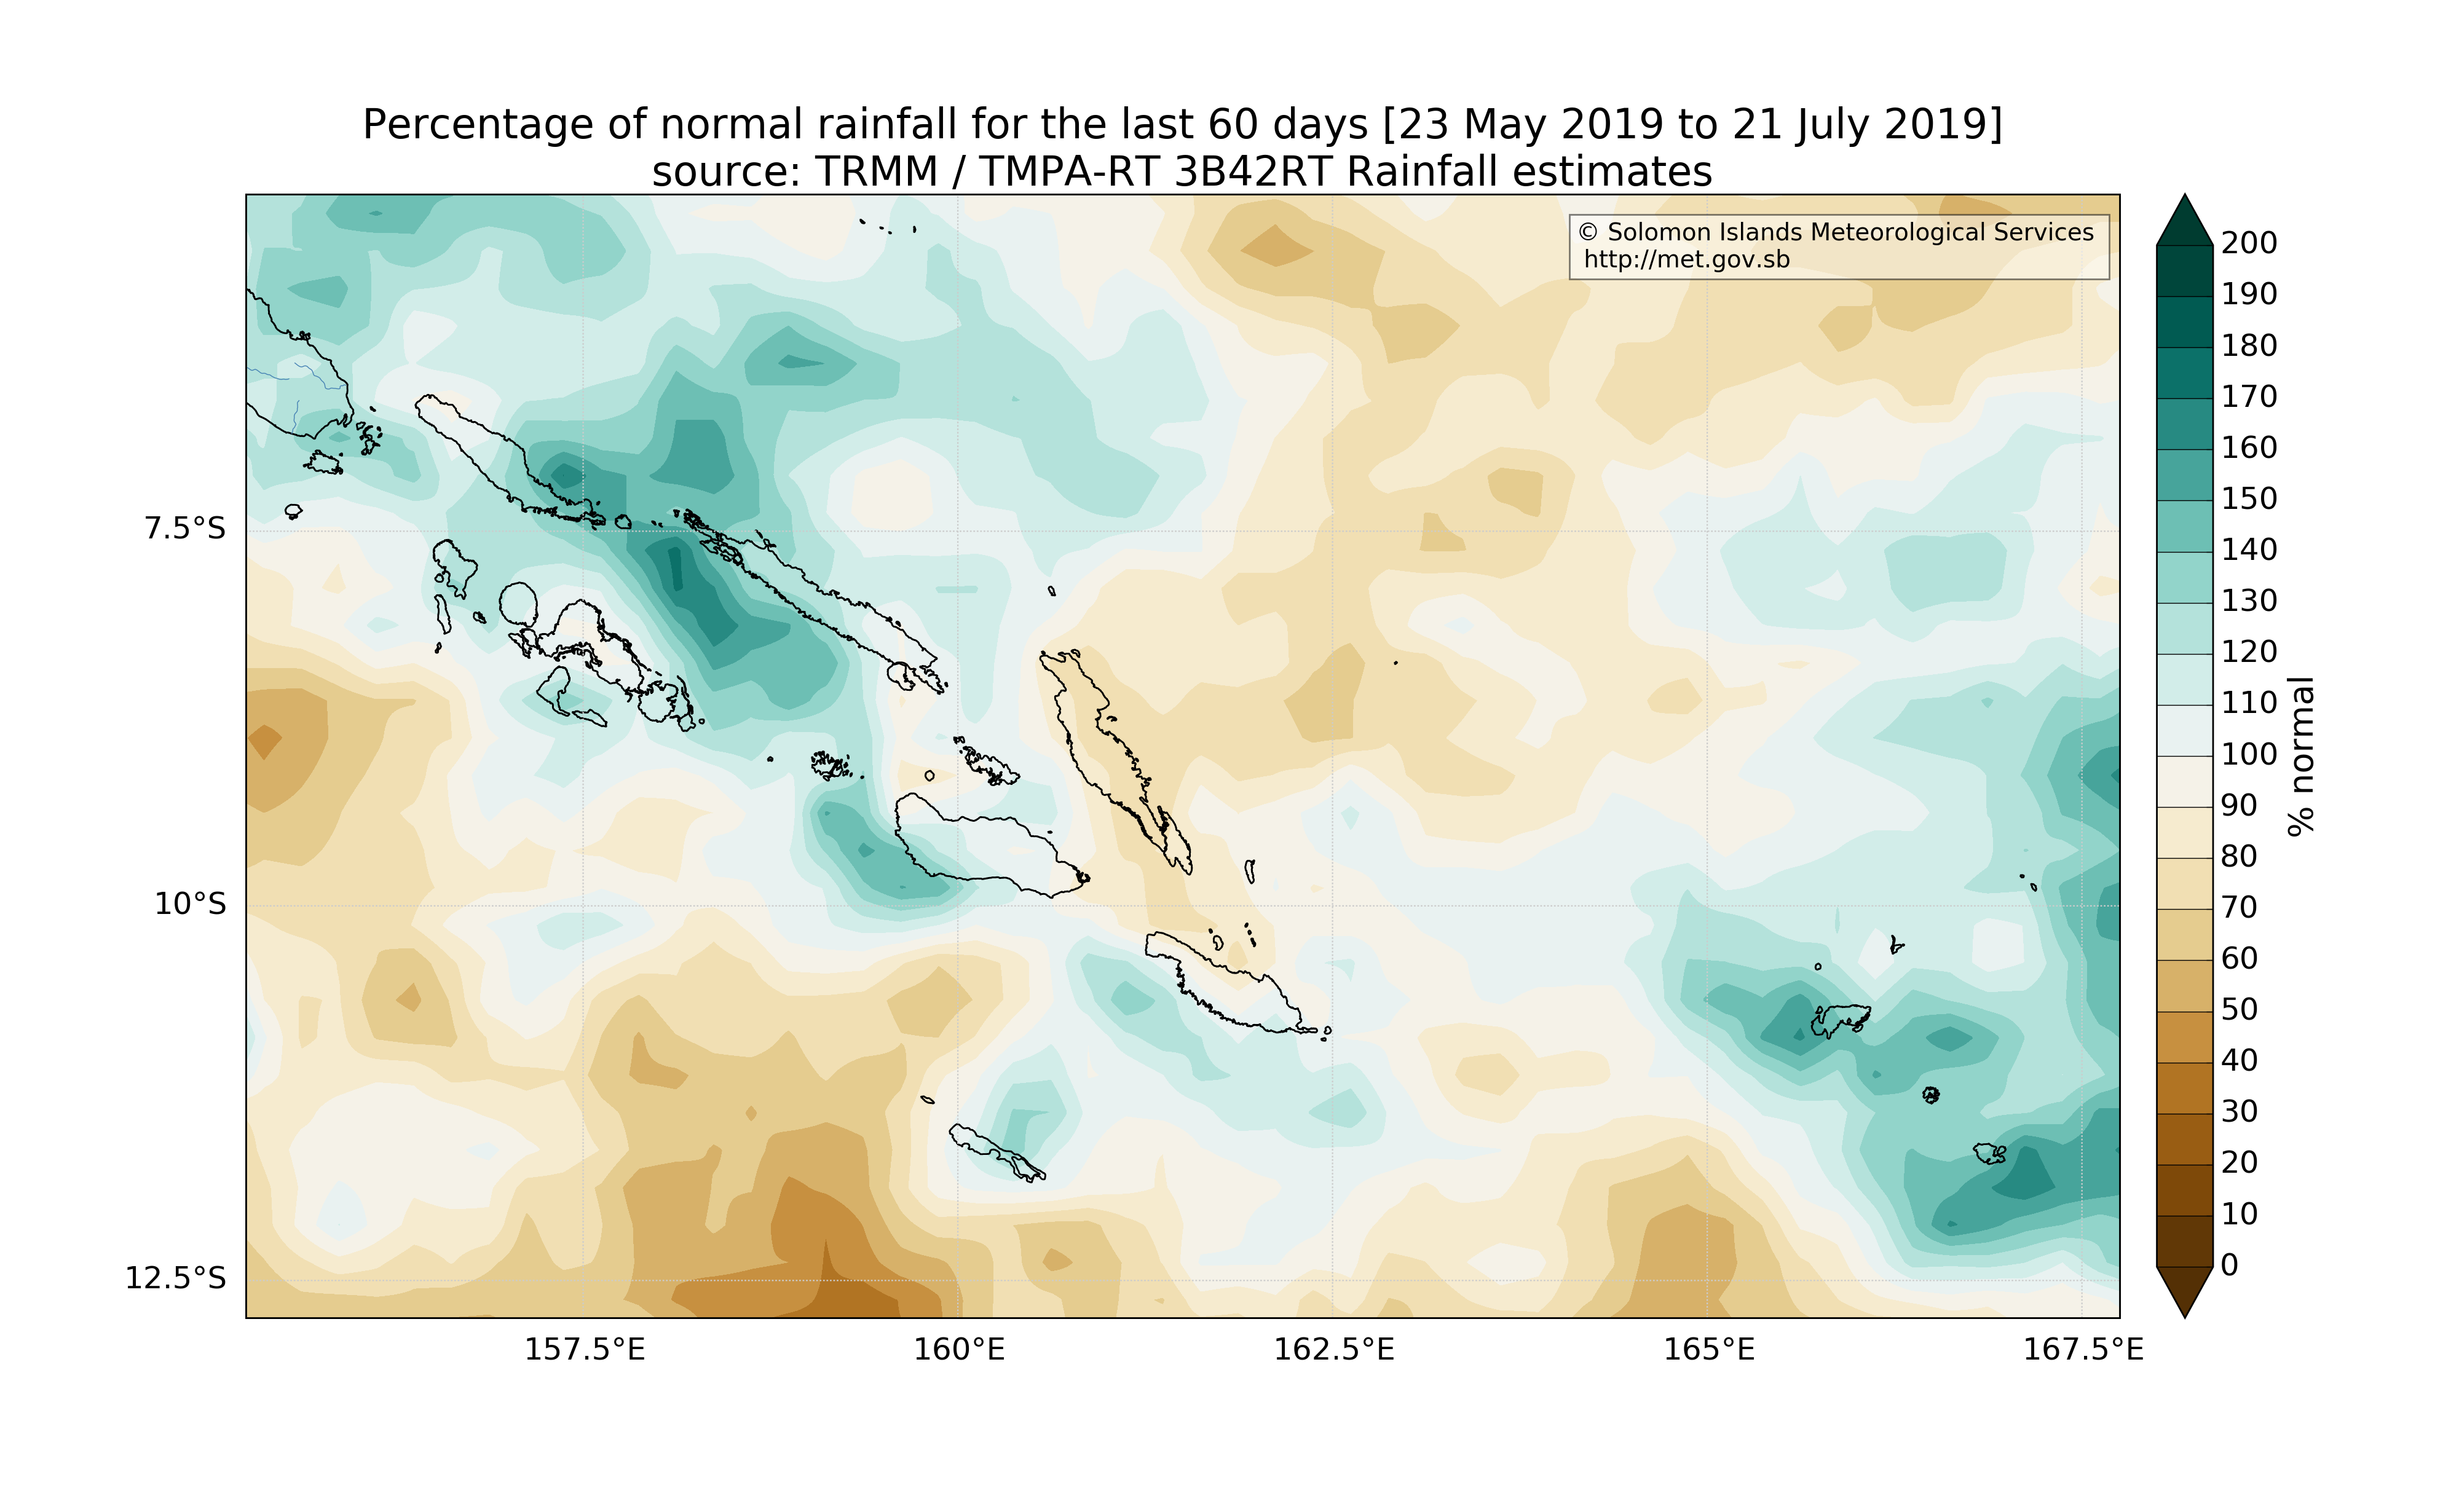 Percentage of normal rainfall for the last 60 days [23 May 2019 to 21 July 2019]
source: TRMM / TMPA-RT 3B42RT Rainfall estimates
© Solomon Islands Meteorological Services
http://met.gov.sb
7.5°S
10°S
12.5°S
157.5°E
160°E
162.5°E
165°E
167.5°E
200
190
180
170
160
150
140
130
120
110
100
90
80
70
60
50
40
30
20
10
0
% normal